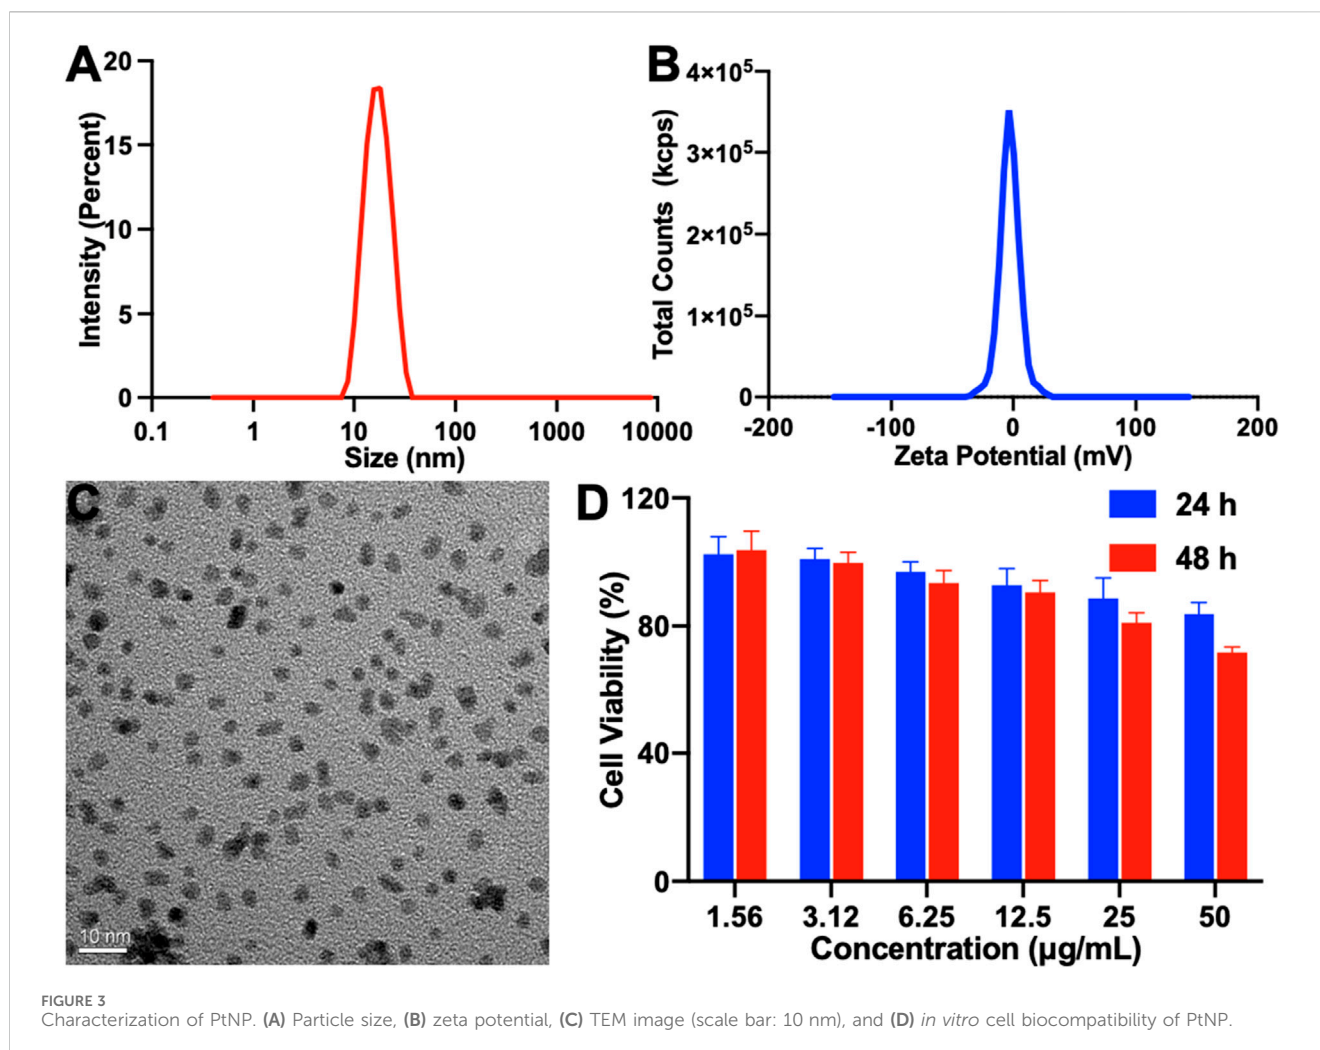 A
20
15
10
5
0
Intensity (Percent)
0.1 1 10 100 1000 10000
Size (nm)
B
4×10⁵
3×10⁵
2×10⁵
1×10⁵
0
Total Counts (kcps)
-200 -100 0 100 200
Zeta Potential (mV)
C
10 nm
D
120
80
40
0
Cell Viability (%)
24 h
48 h
1.56 3.12 6.25 12.5 25 50
Concentration (µg/mL)
FIGURE 3
Characterization of PtNP. (A) Particle size, (B) zeta potential, (C) TEM image (scale bar: 10 nm), and (D) in vitro cell biocompatibility of PtNP.